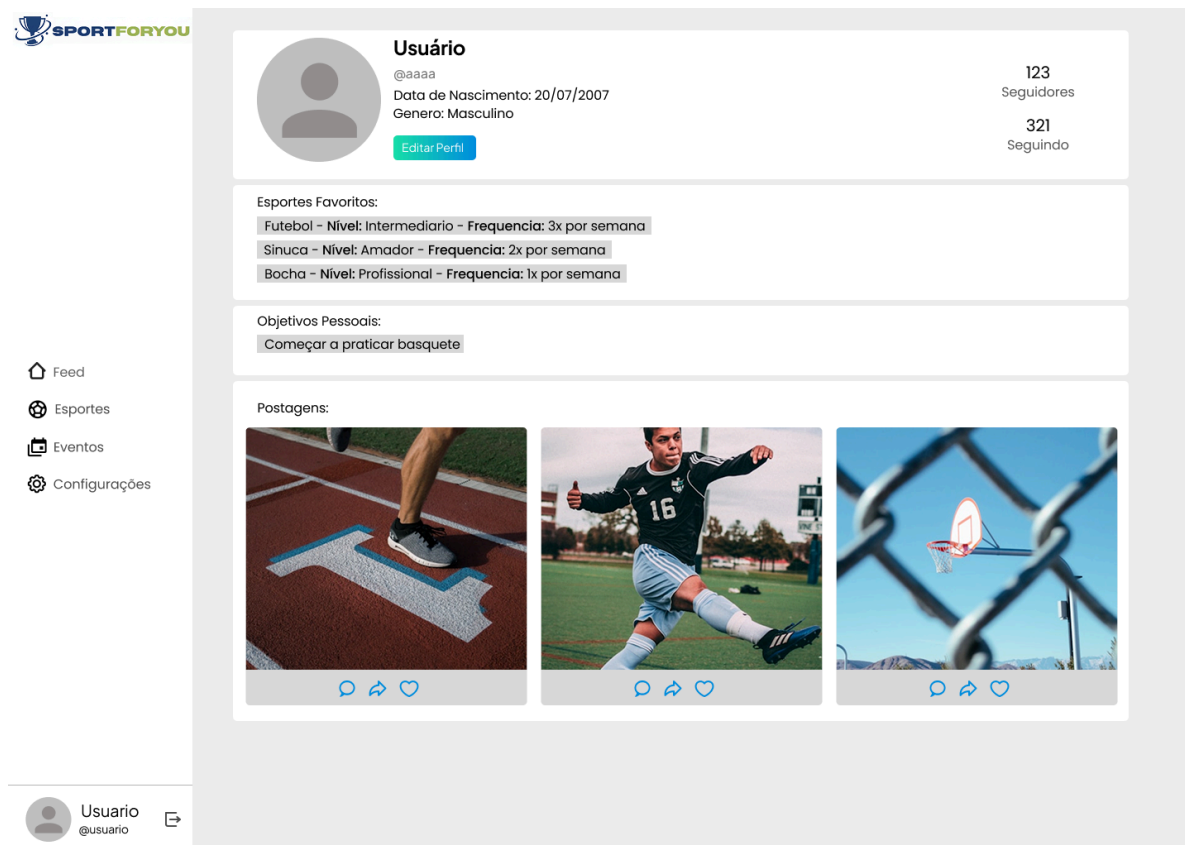 SPORTFORYOU
Feed
Esportes
Eventos
Configurações
Usuario
@usuario
Usuário
@aaaa
Data de Nascimento: 20/07/2007
Genero: Masculino
Editar Perfil
123
Seguidores
321
Seguindo
Esportes Favoritos:
Futebol - Nível: Intermediario - Frequencia: 3x por semana
Sinuca - Nível: Amador - Frequencia: 2x por semana
Bocha - Nível: Profissional - Frequencia: 1x por semana
Objetivos Pessoais:
Começar a praticar basquete
Postagens:
16
VINE ST